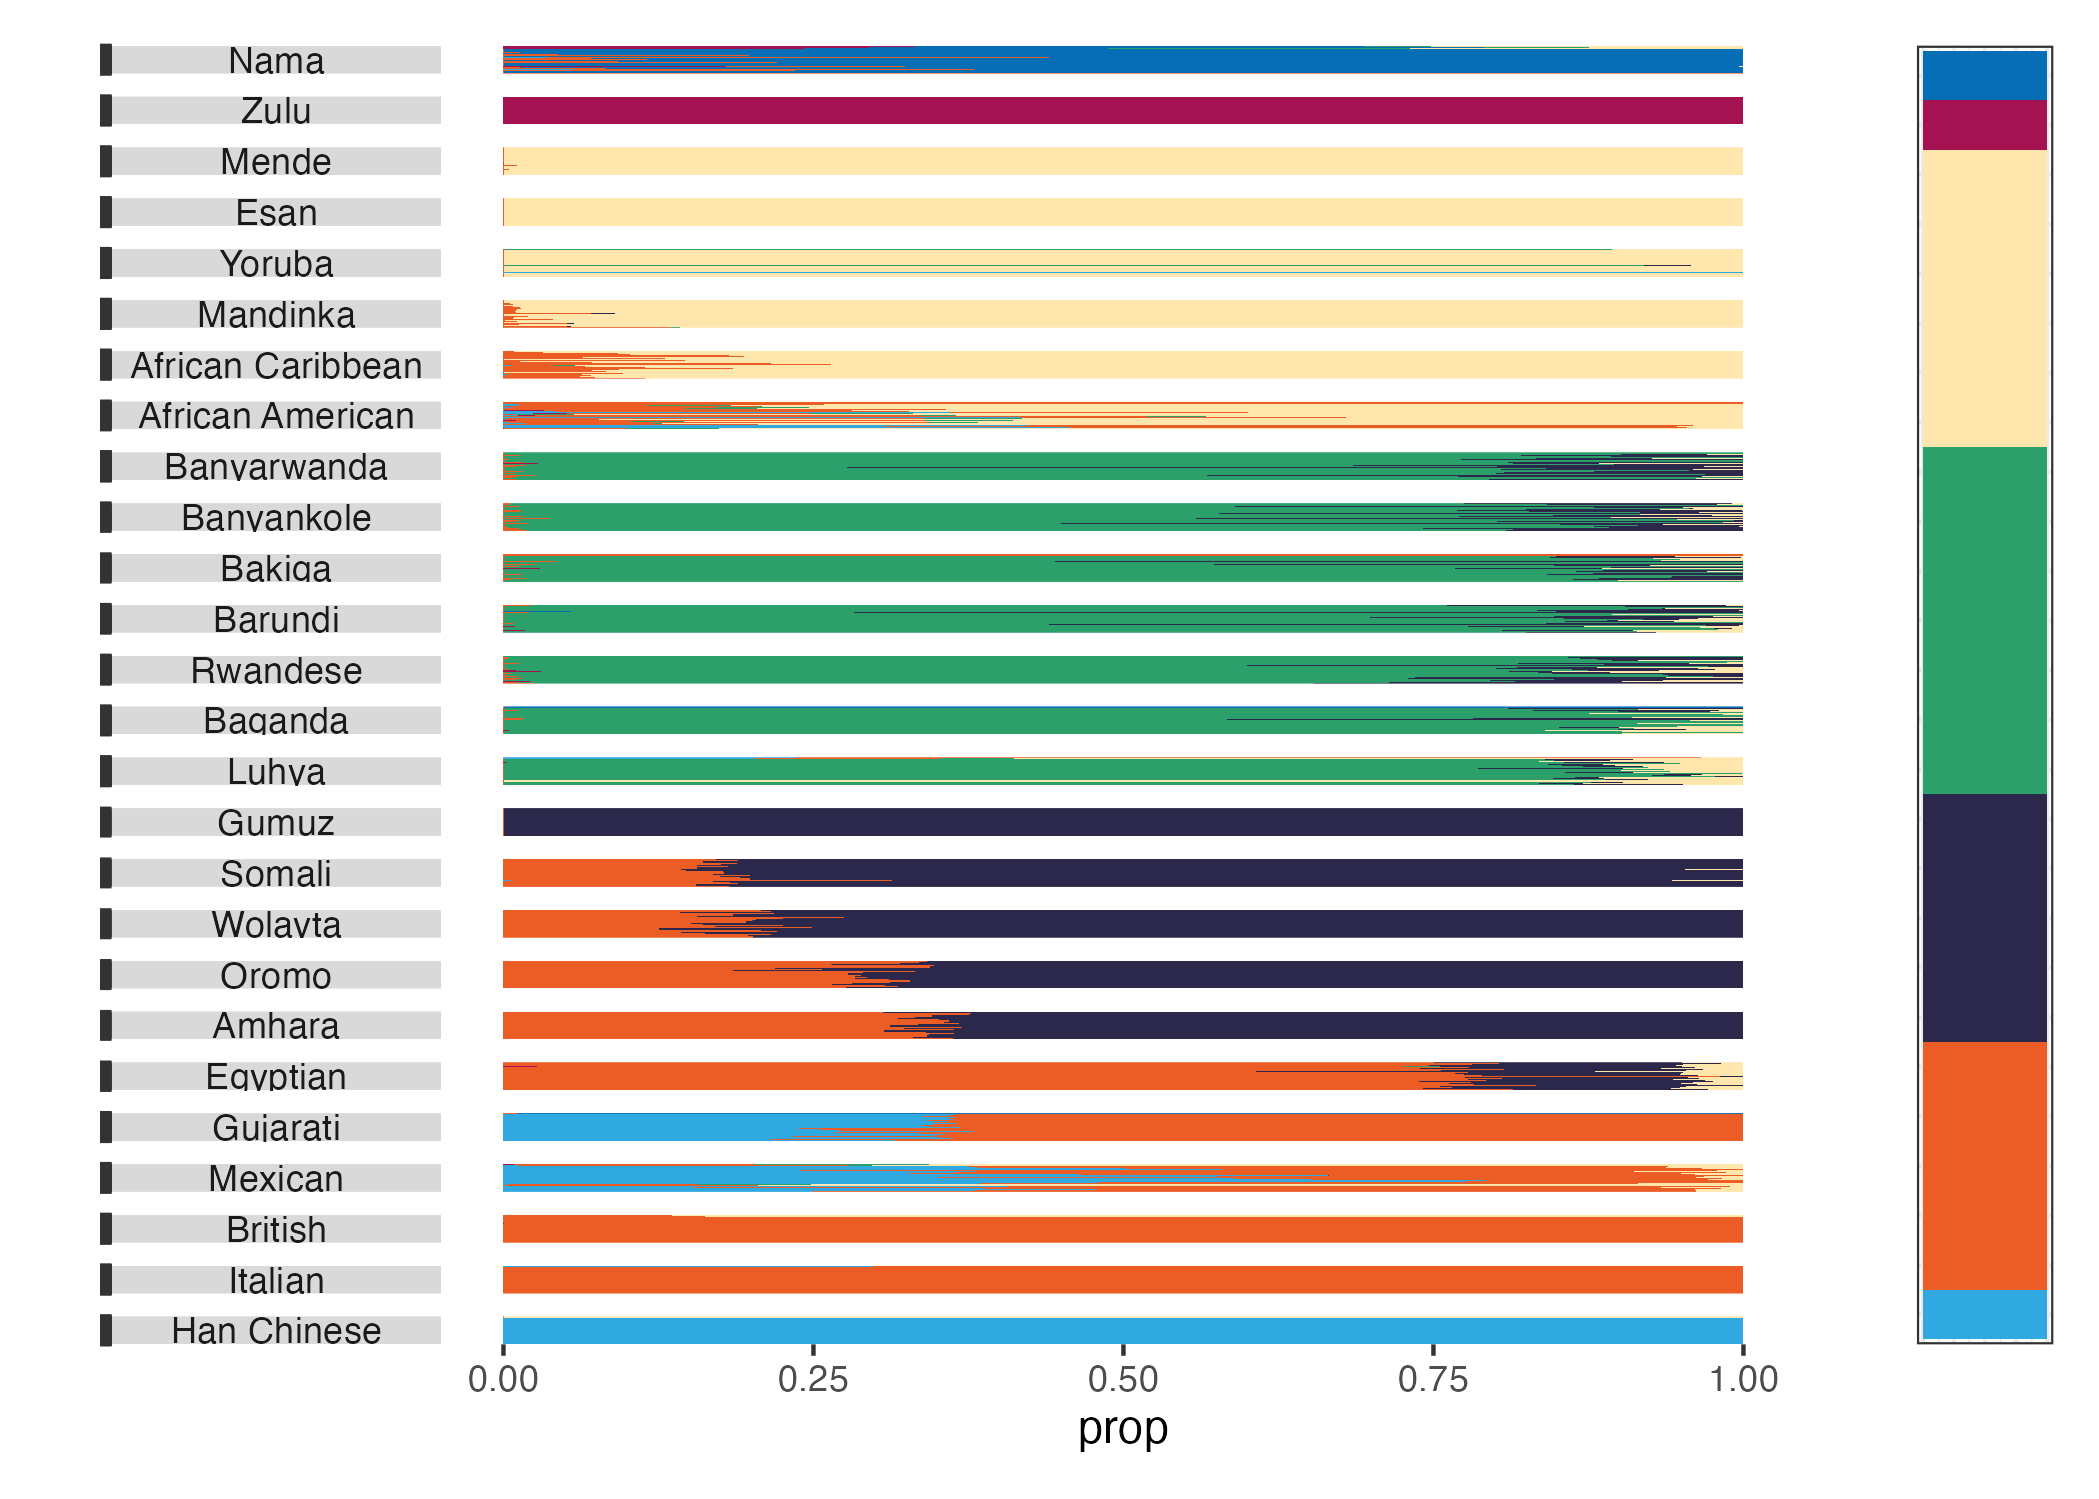 Nama
Zulu
Mende
Esan
Yoruba
Mandinka
African Caribbean
African American
Banyarwanda
Banyankole
Bakiga
Barundi
Rwandese
Baganda
Luhya
Gumuz
Somali
Wolayta
Oromo
Amhara
Egyptian
Gujarati
Mexican
British
Italian
Han Chinese
0.00 0.25 0.50 0.75 1.00
prop